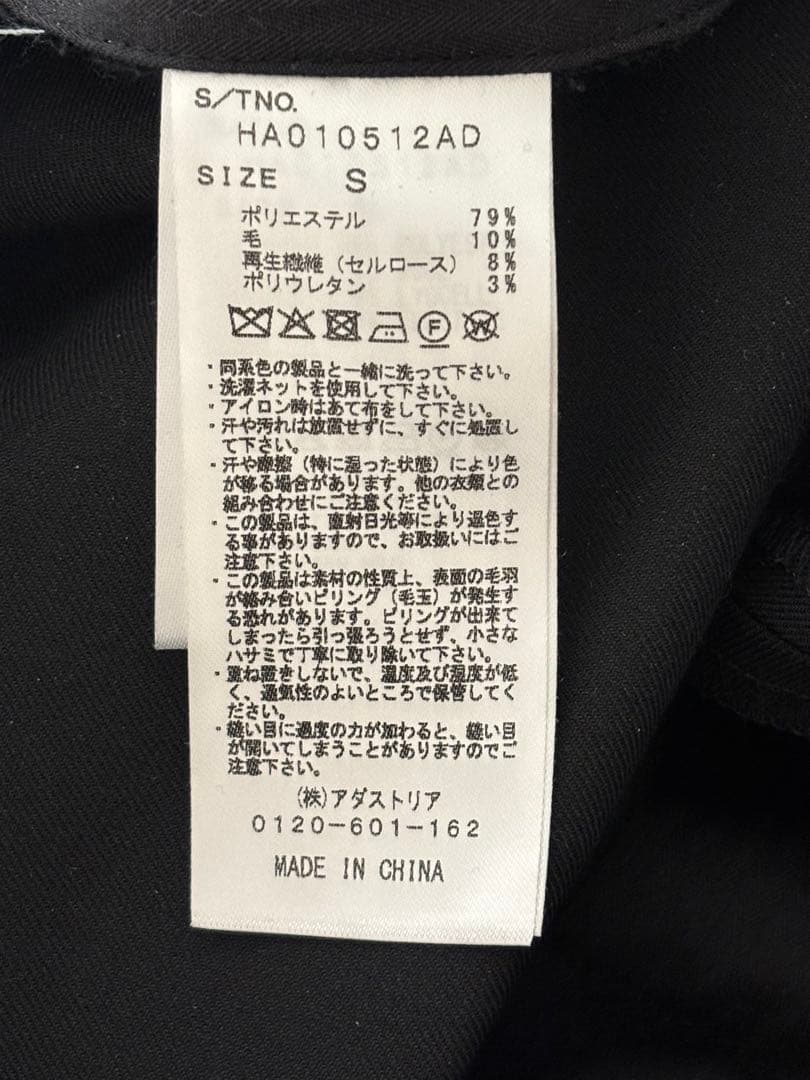 S/TNO.
HA010512AD
SIZE S
ポリエステル 79%
毛 10%
再生繊維（セルロース） 8%
ポリウレタン 3%
F
W
・同系色の製品と一緒に洗って下さい。
・洗濯ネットを使用して下さい。
・アイロン時はあて布をして下さい。
・汗や汚れは放置せずに、すぐに処置し
て下さい。
・汗や摩擦（特に湿った状態）により色
が移る場合があります。他の衣類との
組み合わせにご注意ください。
・この製品は、直射日光等により退色す
る事がありますので、お取扱いにはご
注意下さい。
・この製品は素材の性質上、表面の毛羽
が絡み合いピリング（毛玉）が発生す
る恐れがあります。ピリングが出来て
しまったら引っ張ろうとせず、小さな
ハサミで丁寧に取り除いて下さい。
・重ね置きしないで、温度及び湿度が低
く、通気性のよいところで保管してく
ださい。
・縫い目に過度の力が加わると、縫い目
が開いてしまうことがありますのでご
注意下さい。
（株）アダストリア
0120-601-162
MADE IN CHINA